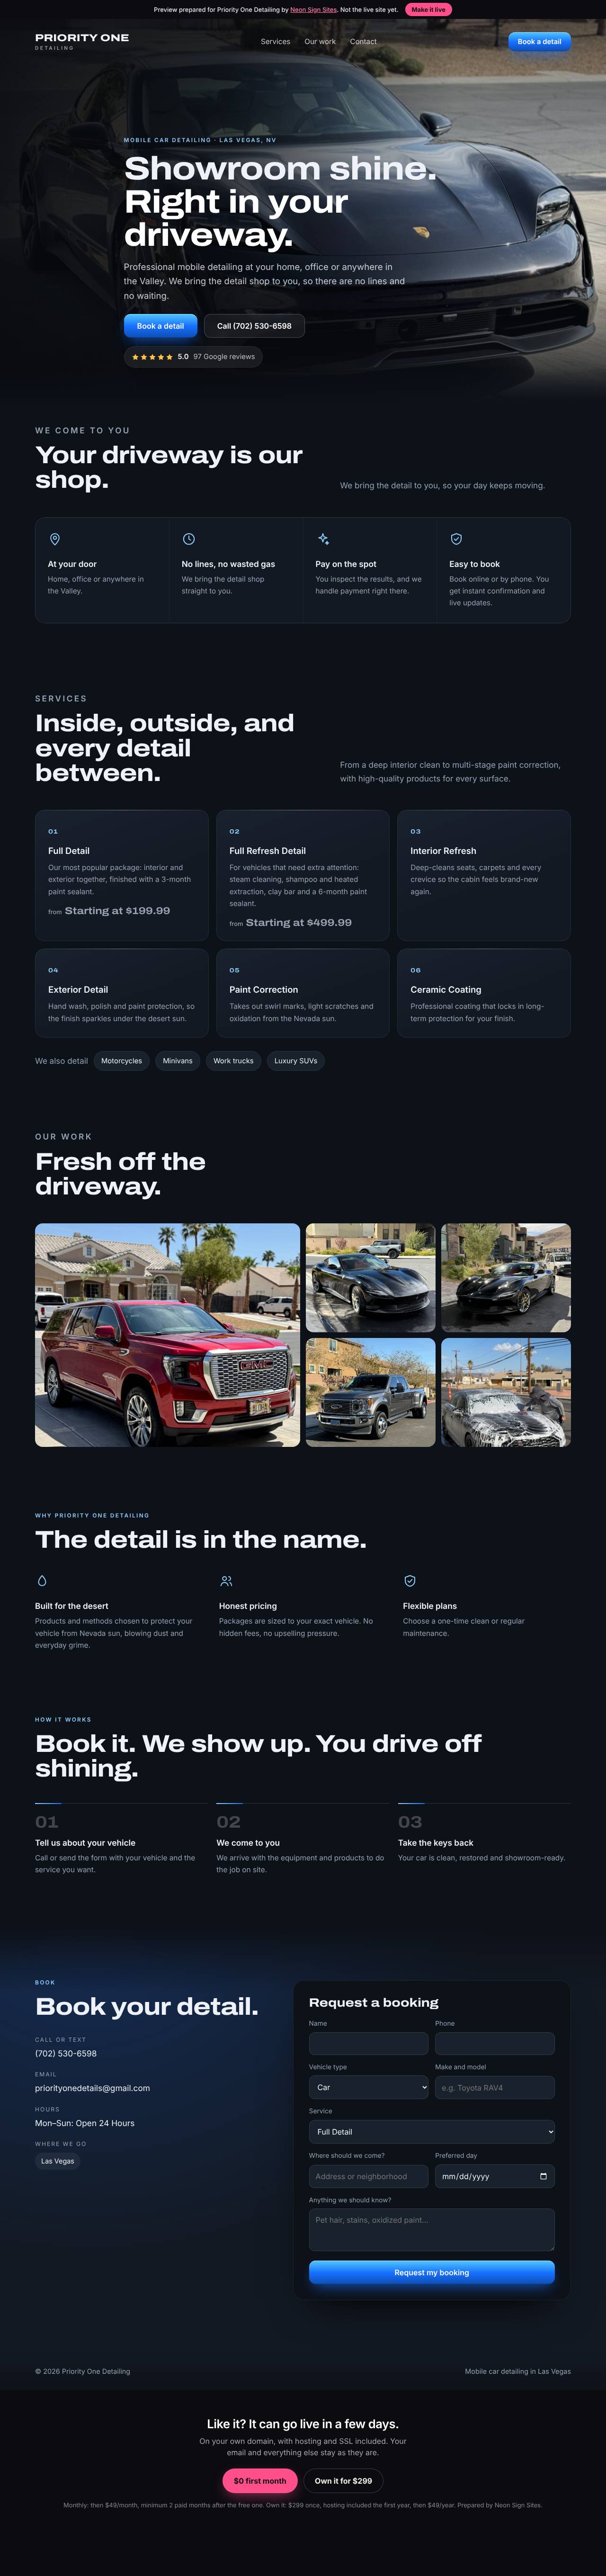 Preview prepared for Priority One Detailing by Neon Sign Sites. Not the live site yet.
Make it live
PRIORITY ONE
DETAILING
Services
Our work
Contact
Book a detail
MOBILE CAR DETAILING · LAS VEGAS, NV
Showroom shine.
Right in your
driveway.
Professional mobile detailing at your home, office or anywhere in
the Valley. We bring the detail shop to you, so there are no lines and
no waiting.
Book a detail
Call (702) 530-6598
★★★★★ 5.0 97 Google reviews
WE COME TO YOU
Your driveway is our
shop.
We bring the detail to you, so your day keeps moving.
At your door
Home, office or anywhere in
the Valley.
No lines, no wasted gas
We bring the detail shop
straight to you.
Pay on the spot
You inspect the results, and we
handle payment right there.
Easy to book
Book online or by phone. You
get instant confirmation and
live updates.
SERVICES
Inside, outside, and
every detail
between.
From a deep interior clean to multi-stage paint correction,
with high-quality products for every surface.
01
Full Detail
Our most popular package: interior and
exterior together, finished with a 3-month
paint sealant.
from Starting at $199.99
02
Full Refresh Detail
For vehicles that need extra attention:
steam cleaning, shampoo and heated
extraction, clay bar and a 6-month paint
sealant.
from Starting at $499.99
03
Interior Refresh
Deep-cleans seats, carpets and every
crevice so the cabin feels brand-new
again.
04
Exterior Detail
Hand wash, polish and paint protection, so
the finish sparkles under the desert sun.
05
Paint Correction
Takes out swirl marks, light scratches and
oxidation from the Nevada sun.
06
Ceramic Coating
Professional coating that locks in long-
term protection for your finish.
We also detail
Motorcycles
Minivans
Work trucks
Luxury SUVs
OUR WORK
Fresh off the
driveway.
GMC
WHY PRIORITY ONE DETAILING
The detail is in the name.
Built for the desert
Products and methods chosen to protect your
vehicle from Nevada sun, blowing dust and
everyday grime.
Honest pricing
Packages are sized to your exact vehicle. No
hidden fees, no upselling pressure.
Flexible plans
Choose a one-time clean or regular
maintenance.
HOW IT WORKS
Book it. We show up. You drive off
shining.
01
Tell us about your vehicle
Call or send the form with your vehicle and the
service you want.
02
We come to you
We arrive with the equipment and products to do
the job on site.
03
Take the keys back
Your car is clean, restored and showroom-ready.
BOOK
Book your detail.
CALL OR TEXT
(702) 530-6598
EMAIL
priorityonedetails@gmail.com
HOURS
Mon–Sun: Open 24 Hours
WHERE WE GO
Las Vegas
Request a booking
Name
Phone
Vehicle type
Car
Make and model
e.g. Toyota RAV4
Service
Full Detail
Where should we come?
Address or neighborhood
Preferred day
mm/dd/yyyy
Anything we should know?
Pet hair, stains, oxidized paint...
Request my booking
© 2026 Priority One Detailing
Mobile car detailing in Las Vegas
Like it? It can go live in a few days.
On your own domain, with hosting and SSL included. Your
email and everything else stay as they are.
$0 first month
Own it for $299
Monthly: then $49/month, minimum 2 paid months after the free one. Own it: $299 once, hosting included the first year, then $49/year. Prepared by Neon Sign Sites.